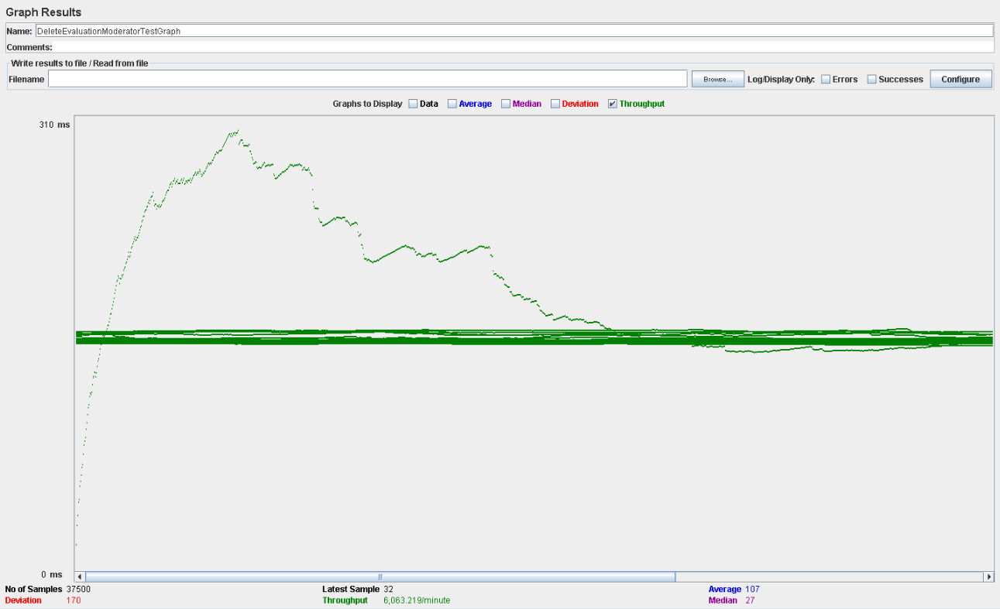 Graph Results
Name: DeleteEvaluationModeratorTestGraph
Comments:
Write results to file / Read from file
Filename Browse... Log/Display Only: Errors Successes Configure
Graphs to Display Data Average Median Deviation Throughput
310 ms
0 ms
No of Samples 37500 Latest Sample 32 Average 107
Deviation 170 Throughput 6,063.219/minute Median 27